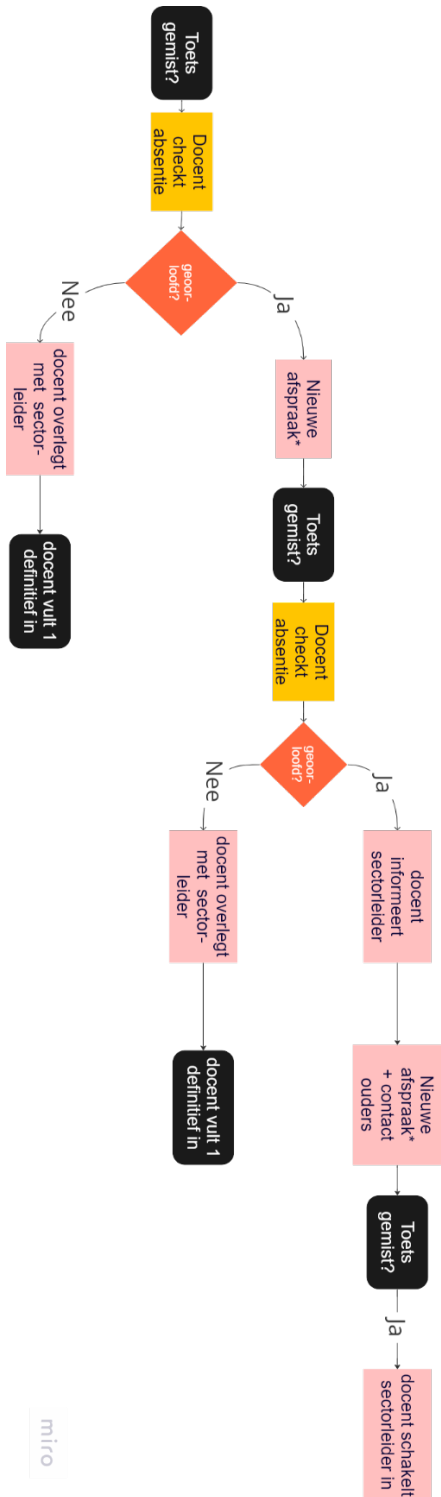 Toets
gemist?
Docent
checkt
absentie
geoor-
loofd?
Ja
Nee
Nieuwe
afspraak*
docent overlegt
met sector-
leider
Toets
gemist?
docent vult 1
definitief in
Docent
checkt
absentie
geoor-
loofd?
Ja
Nee
docent
informeert
sectorleider
docent overlegt
met sector-
leider
Nieuwe
afspraak*
+ contact
ouders
docent vult 1
definitief in
Toets
gemist?
Ja
docent schakelt
sectorleider in
miro